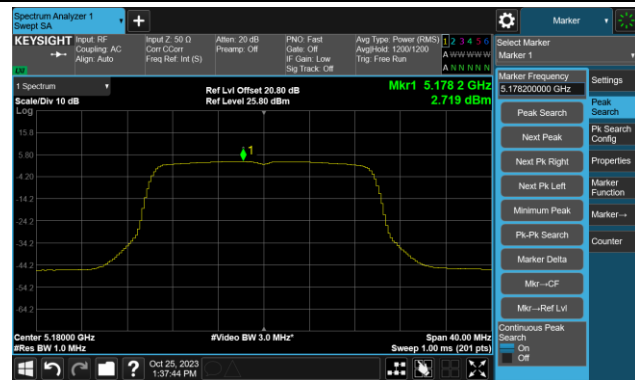 Spectrum Analyzer 1
Swept SA
Marker
KEYSIGHT
Input: RF
Coupling: AC
Align: Auto
Input Z: 50 Ω
Corr CCorr
Freq Ref: Int (S)
Atten: 20 dB
Preamp: Off
PNO: Fast
Gate: Off
IF Gain: Low
Sig Track: Off
Avg Type: Power (RMS)
Avg|Hold: 1200/1200
Trig: Free Run
1 2 3 4 5 6
A W W W W W
A N N N N N
LW
Select Marker
Marker 1
1 Spectrum
Scale/Div 10 dB
Log
Ref Lvl Offset 20.80 dB
Ref Level 25.80 dBm
Mkr1 5.178 2 GHz
2.719 dBm
15.8
5.80
-4.20
-14.2
-24.2
-34.2
-44.2
-54.2
-64.2
1
Center 5.18000 GHz
#Res BW 1.0 MHz
#Video BW 3.0 MHz*
Span 40.00 MHz
Sweep 1.00 ms (201 pts)
Marker Frequency
5.178200000 GHz
Peak Search
Next Peak
Next Pk Right
Next Pk Left
Minimum Peak
Pk-Pk Search
Marker Delta
Mkr→CF
Mkr→Ref Lvl
Continuous Peak
Search
On
Off
Settings
Peak
Search
Pk Search
Config
Properties
Marker
Function
Marker→
Counter
?
Oct 25, 2023
1:37:44 PM